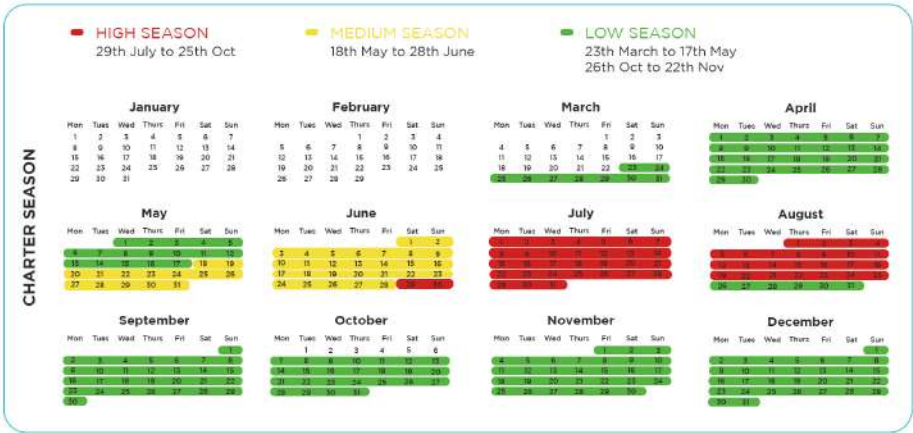 HIGH SEASON
29th July to 25th Oct
MEDIUM SEASON
18th May to 28th June
LOW SEASON
23th March to 17th May
26th Oct to 22th Nov
CHARTER SEASON
January
Mon Tues Wed Thurs Fri Sat Sun
1 2 3 4 5 6 7
8 9 10 11 12 13 14
15 16 17 18 19 20 21
22 23 24 25 26 27 28
29 30 31
February
Mon Tues Wed Thurs Fri Sat Sun
1 2 3 4
5 6 7 8 9 10 11
12 13 14 15 16 17 18
19 20 21 22 23 24 25
26 27 28 29
March
Mon Tues Wed Thurs Fri Sat Sun
1 2 3
4 5 6 7 8 9 10
11 12 13 14 15 16 17
18 19 20 21 22 23 24
25 26 27 28 29 30 31
April
Mon Tues Wed Thurs Fri Sat Sun
1 2 3 4 5 6 7
8 9 10 11 12 13 14
15 16 17 18 19 20 21
22 23 24 25 26 27 28
29 30
May
Mon Tues Wed Thurs Fri Sat Sun
1 2 3 4 5
6 7 8 9 10 11 12
13 14 15 16 17 18 19
20 21 22 23 24 25 26
27 28 29 30 31
June
Mon Tues Wed Thurs Fri Sat Sun
1 2
3 4 5 6 7 8 9
10 11 12 13 14 15 16
17 18 19 20 21 22 23
24 25 26 27 28 29 30
July
Mon Tues Wed Thurs Fri Sat Sun
1 2 3 4 5 6 7
8 9 10 11 12 13 14
15 16 17 18 19 20 21
22 23 24 25 26 27 28
29 30 31
August
Mon Tues Wed Thurs Fri Sat Sun
1 2 3 4
5 6 7 8 9 10 11
12 13 14 15 16 17 18
19 20 21 22 23 24 25
26 27 28 29 30 31
September
Mon Tues Wed Thurs Fri Sat Sun
1
2 3 4 5 6 7 8
9 10 11 12 13 14 15
16 17 18 19 20 21 22
23 24 25 26 27 28 29
30
October
Mon Tues Wed Thurs Fri Sat Sun
1 2 3 4 5 6
7 8 9 10 11 12 13
14 15 16 17 18 19 20
21 22 23 24 25 26 27
28 29 30 31
November
Mon Tues Wed Thurs Fri Sat Sun
1 2 3
4 5 6 7 8 9 10
11 12 13 14 15 16 17
18 19 20 21 22 23 24
25 26 27 28 29 30
December
Mon Tues Wed Thurs Fri Sat Sun
1
2 3 4 5 6 7 8
9 10 11 12 13 14 15
16 17 18 19 20 21 22
23 24 25 26 27 28 29
30 31